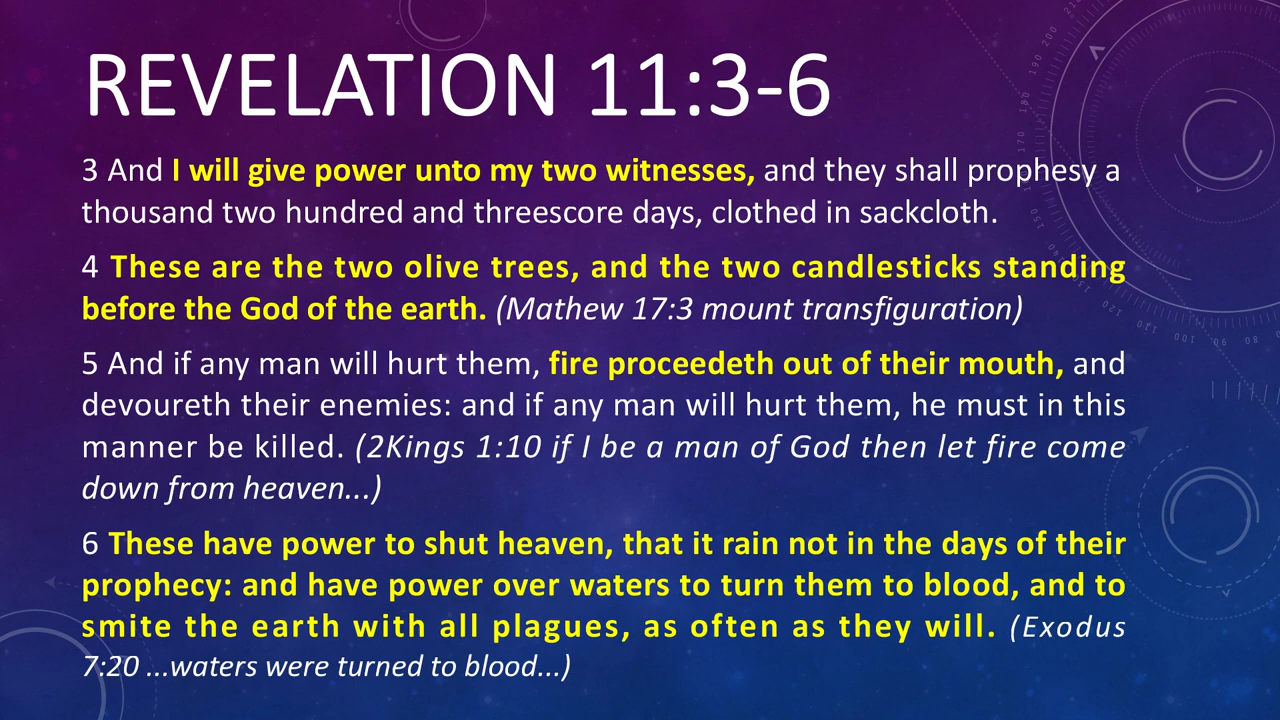 REVELATION 11:3-6
3 And I will give power unto my two witnesses, and they shall prophesy a
thousand two hundred and threescore days, clothed in sackcloth.
4 These are the two olive trees, and the two candlesticks standing
before the God of the earth. (Mathew 17:3 mount transfiguration)
5 And if any man will hurt them, fire proceedeth out of their mouth, and
devoureth their enemies: and if any man will hurt them, he must in this
manner be killed. (2Kings 1:10 if I be a man of God then let fire come
down from heaven...)
6 These have power to shut heaven, that it rain not in the days of their
prophecy: and have power over waters to turn them to blood, and to
smite the earth with all plagues, as often as they will. (Exodus
7:20 ...waters were turned to blood...)